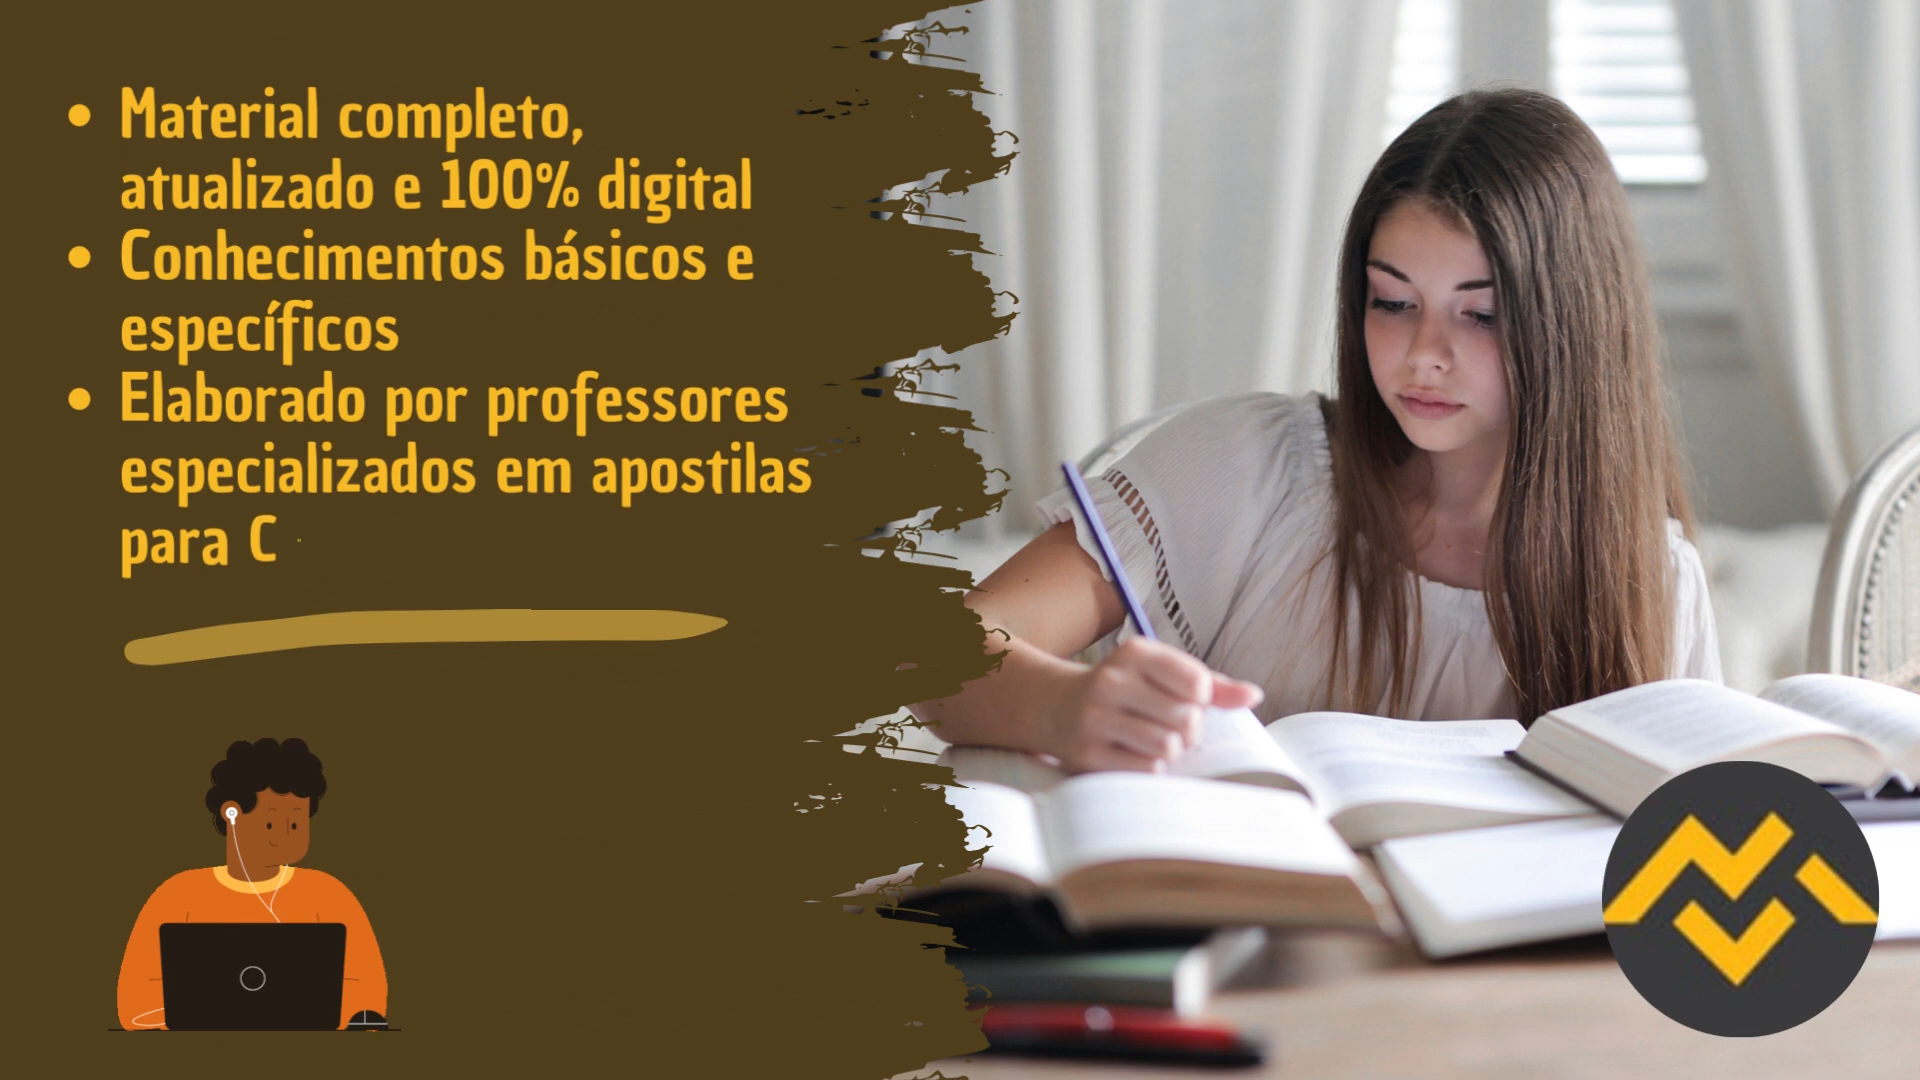 Material completo,
atualizado e 100% digital
Conhecimentos básicos e
específicos
Elaborado por professores
especializados em apostilas
para C